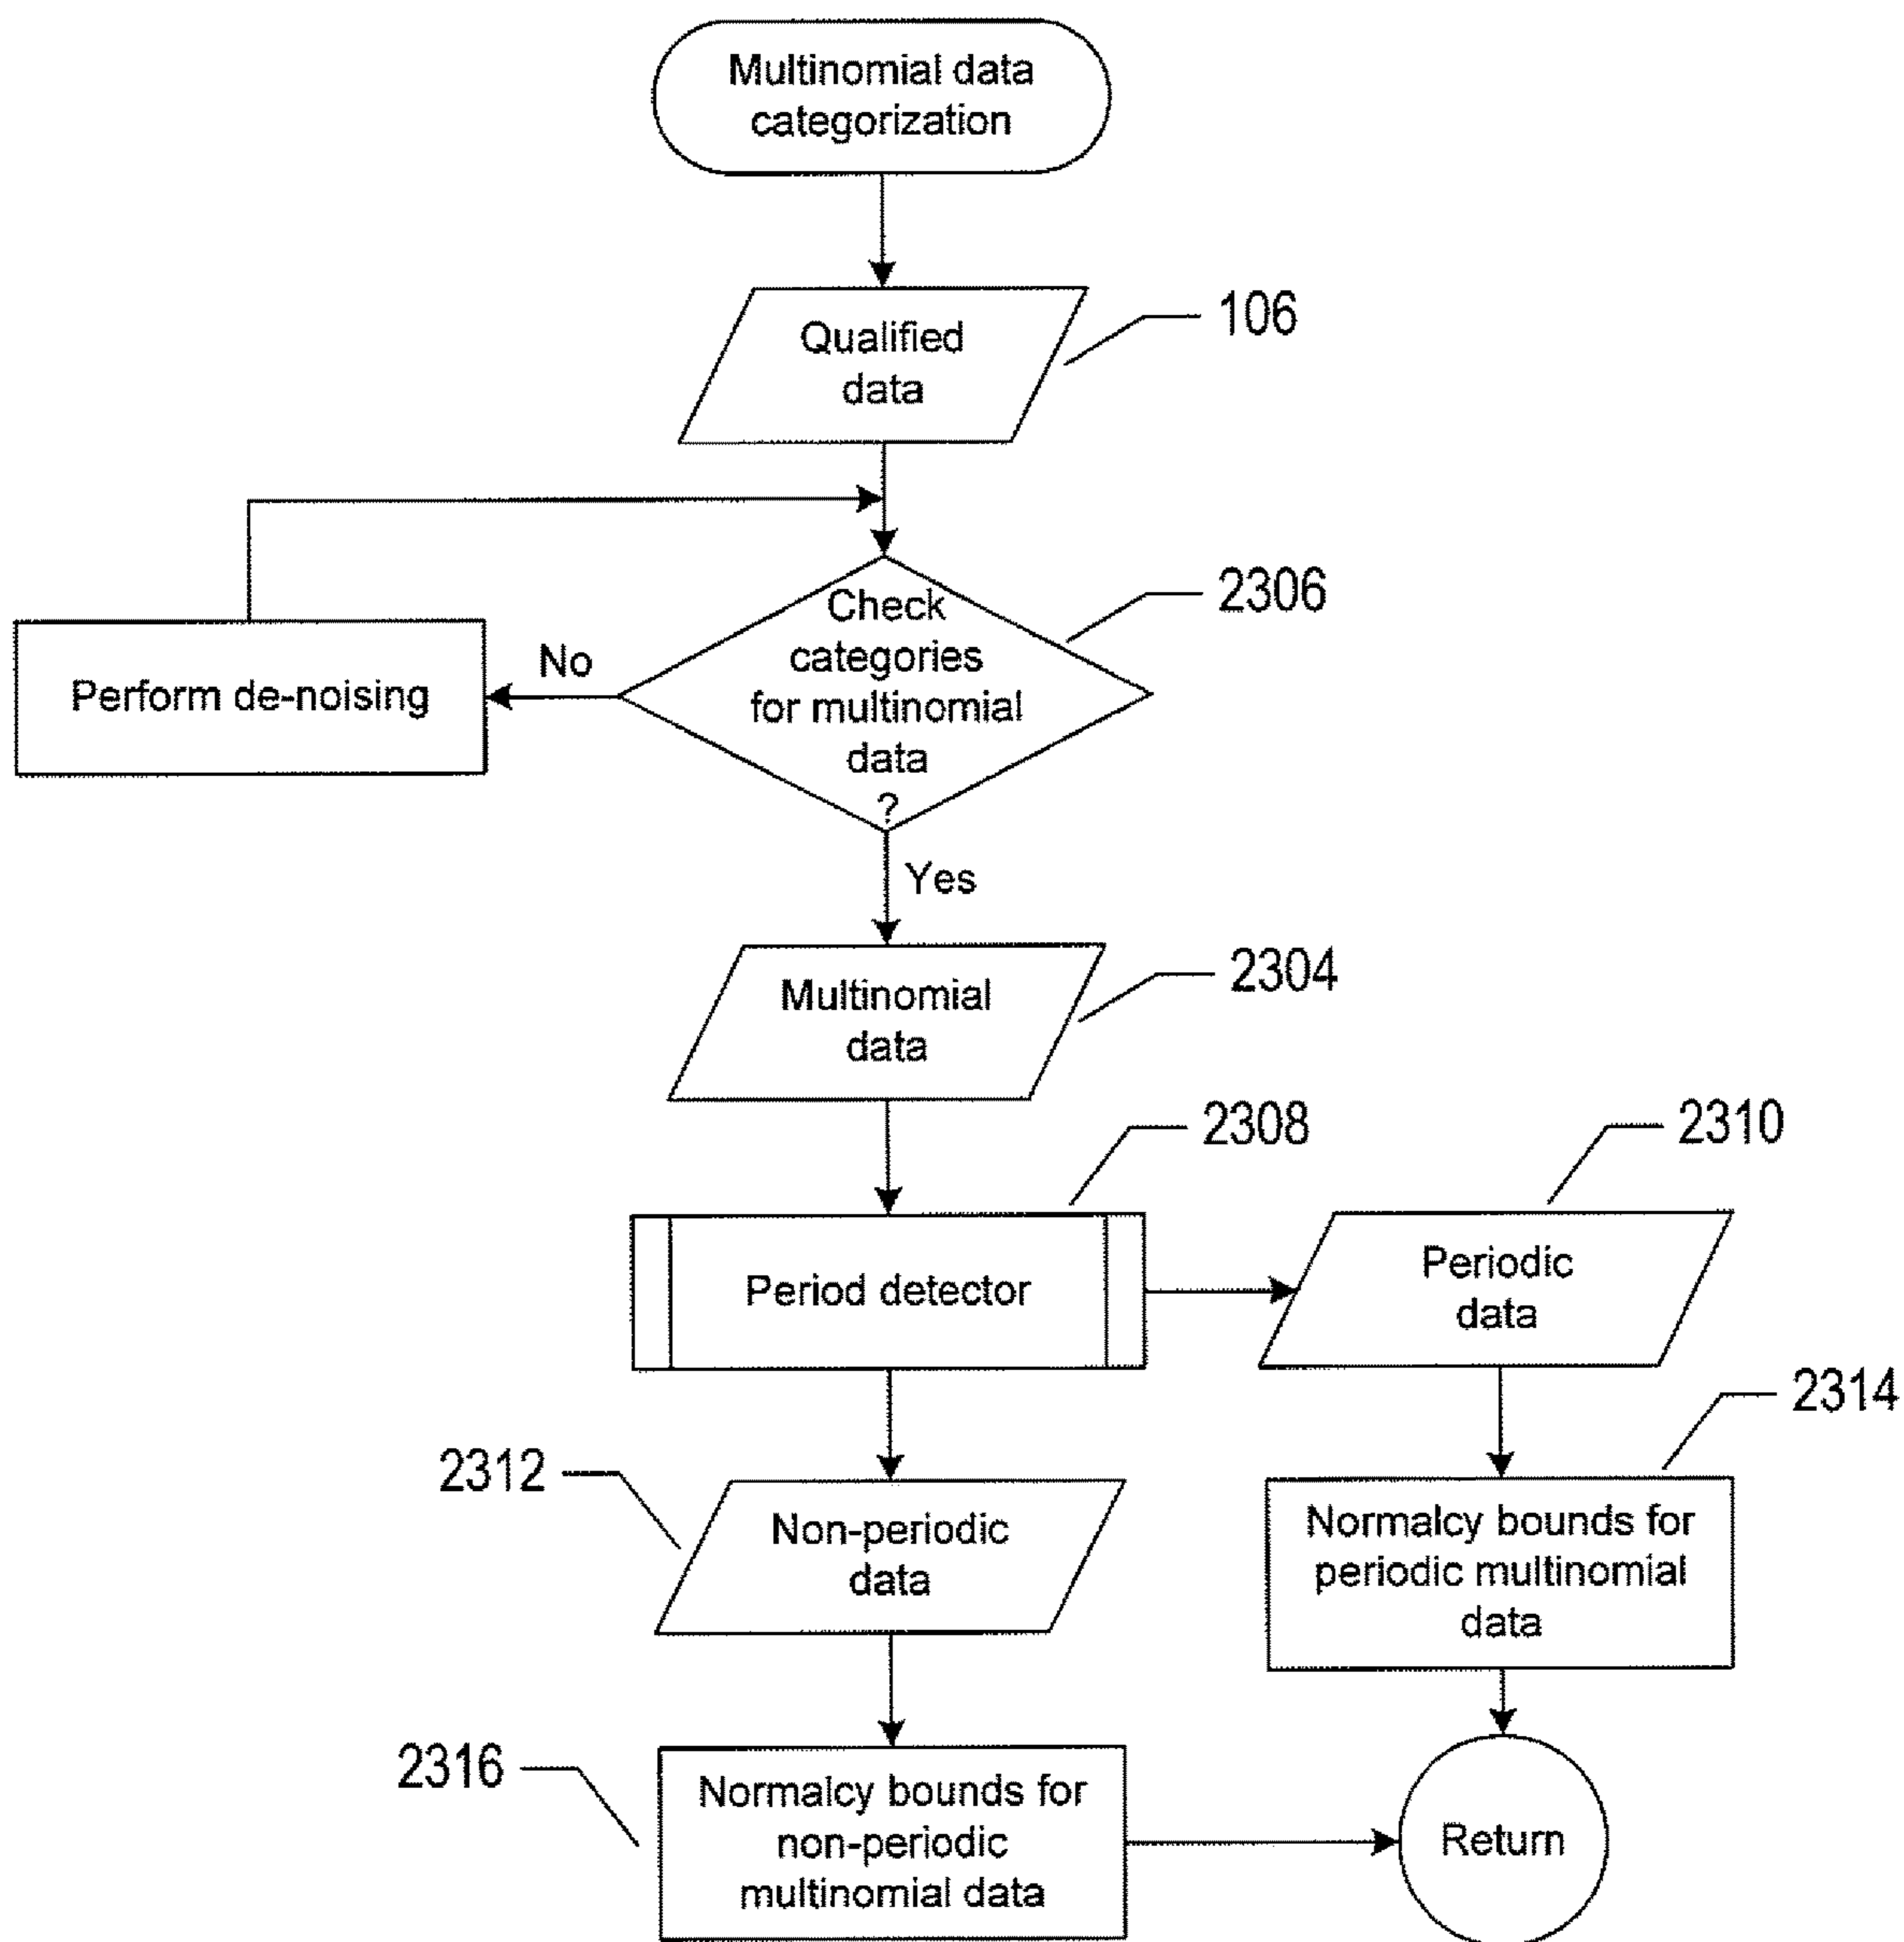 Multinomial data
categorization
Qualified
data
106
Check
categories
for multinomial
data
?
2306
No
Perform de-noising
Yes
Multinomial
data
2304
2308
2310
Period detector
Periodic
data
2314
2312
Non-periodic
data
Normalcy bounds for
periodic multinomial
data
2316
Normalcy bounds for
non-periodic
multinomial data
Return